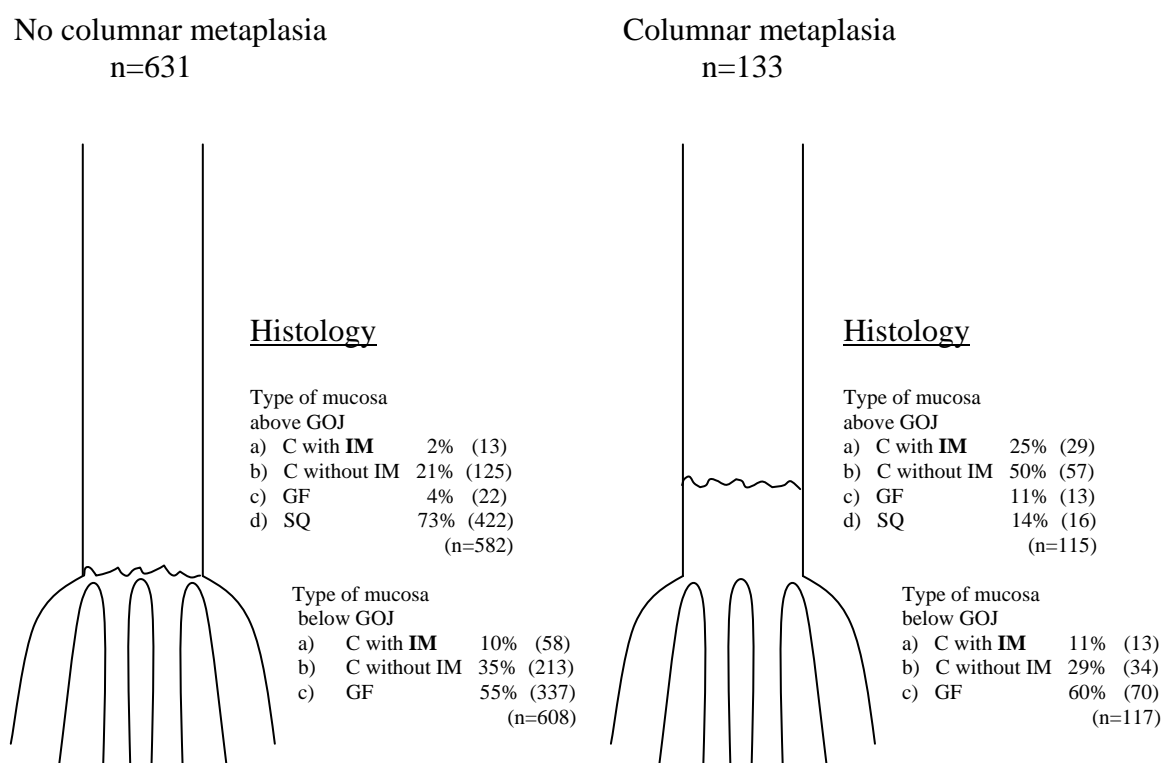 No columnar metaplasia
n=631
Histology
Type of mucosa
above GOJ
a) C with IM 2% (13)
b) C without IM 21% (125)
c) GF 4% (22)
d) SQ 73% (422)
(n=582)
Type of mucosa
below GOJ
a) C with IM 10% (58)
b) C without IM 35% (213)
c) GF 55% (337)
(n=608)
Columnar metaplasia
n=133
Histology
Type of mucosa
above GOJ
a) C with IM 25% (29)
b) C without IM 50% (57)
c) GF 11% (13)
d) SQ 14% (16)
(n=115)
Type of mucosa
below GOJ
a) C with IM 11% (13)
b) C without IM 29% (34)
c) GF 60% (70)
(n=117)